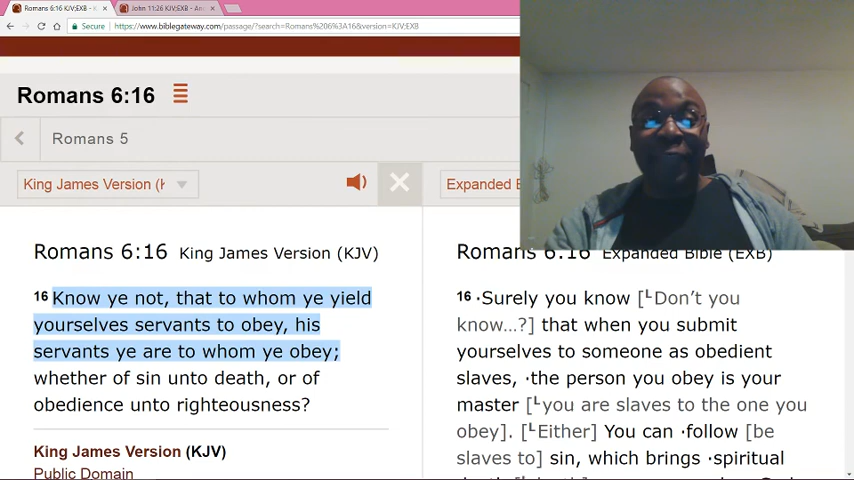 Romans 6:16 KJV;EXB - K
John 11:26 KJV;EXB - An
Secure
https://www.biblegateway.com/passage/?search=Romans%206%3A16&version=KJV;EXB
Romans 6:16
Romans 5
King James Version (
Expanded
Romans 6:16 King James Version (KJV)
16 Know ye not, that to whom ye yield
yourselves servants to obey, his
servants ye are to whom ye obey;
whether of sin unto death, or of
obedience unto righteousness?
King James Version (KJV)
Public Domain
Romans 6:16 Expanded Bible (EXB)
16 ·Surely you know [ᴸDon't you
know…?] that when you submit
yourselves to someone as obedient
slaves, ·the person you obey is your
master [ᴸyou are slaves to the one you
obey]. [ᴸEither] You can ·follow [be
slaves to] sin, which brings ·spiritual